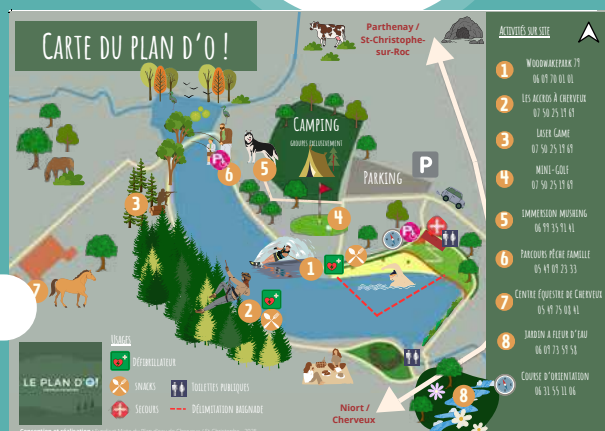 Carte du plan d'O !
Parthenay /
St-Christophe-
sur-Roc
Camping
groupes exclusivement
Parking
P
6
5
3
4
1
2
7
8
Niort /
Cherveux
Usages
Défibrillateur
Snacks
Toilettes publiques
Secours
Délimitation baignade
LE PLAN D'O!
Activités sur site
1
Woodwakepark 79
06 09 70 01 01
2
Les accros à cherveux
07 50 25 19 69
3
Laser Game
07 50 25 19 69
4
Mini-Golf
07 50 25 19 69
5
Immersion mushing
06 99 35 91 41
6
Parcours pêche famille
05 49 09 23 33
7
Centre équestre de Cherveux
05 49 75 08 41
8
Jardin a fleur d'eau
06 09 73 59 58
Course d'orientation
06 31 55 11 06